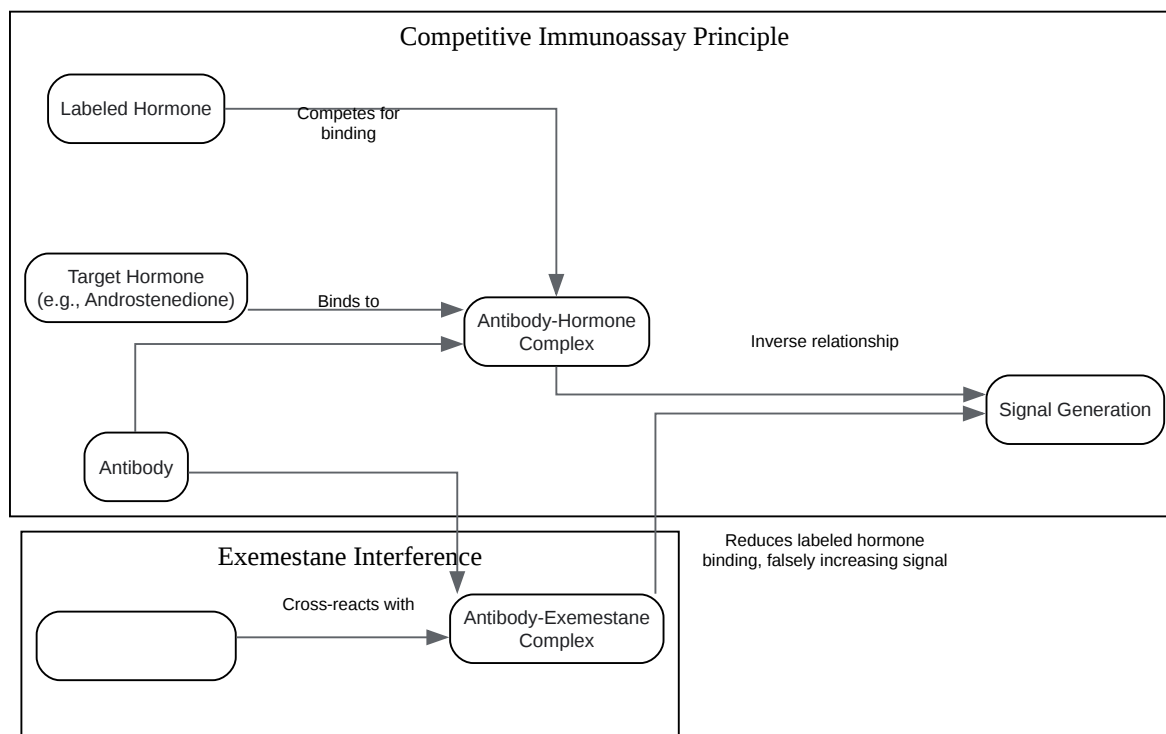 Competitive Immunoassay Principle
Labeled Hormone
Competes for
binding
Target Hormone
(e.g., Androstenedione)
Binds to
Antibody-Hormone
Complex
Inverse relationship
Signal Generation
Antibody
Exemestane Interference
Reduces labeled hormone
binding, falsely increasing signal
Cross-reacts with
Antibody-Exemestane
Complex